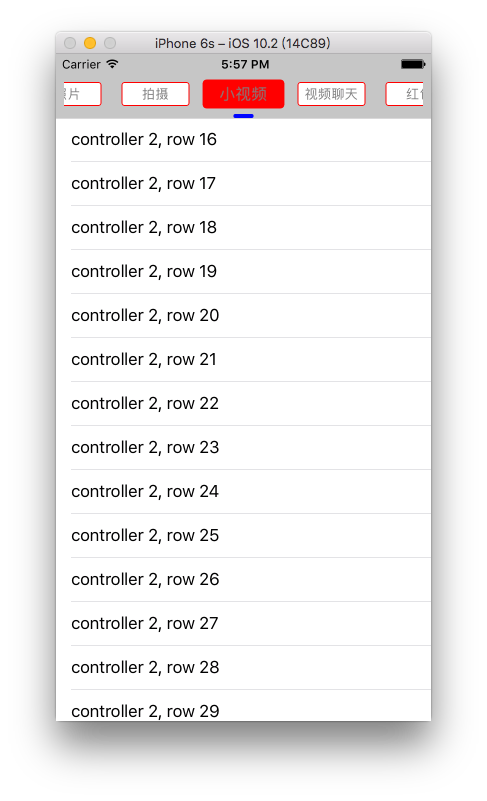 iPhone 6s – iOS 10.2 (14C89)
Carrier 5:57 PM
片 拍摄 小视频 视频聊天 红
controller 2, row 16
controller 2, row 17
controller 2, row 18
controller 2, row 19
controller 2, row 20
controller 2, row 21
controller 2, row 22
controller 2, row 23
controller 2, row 24
controller 2, row 25
controller 2, row 26
controller 2, row 27
controller 2, row 28
controller 2, row 29